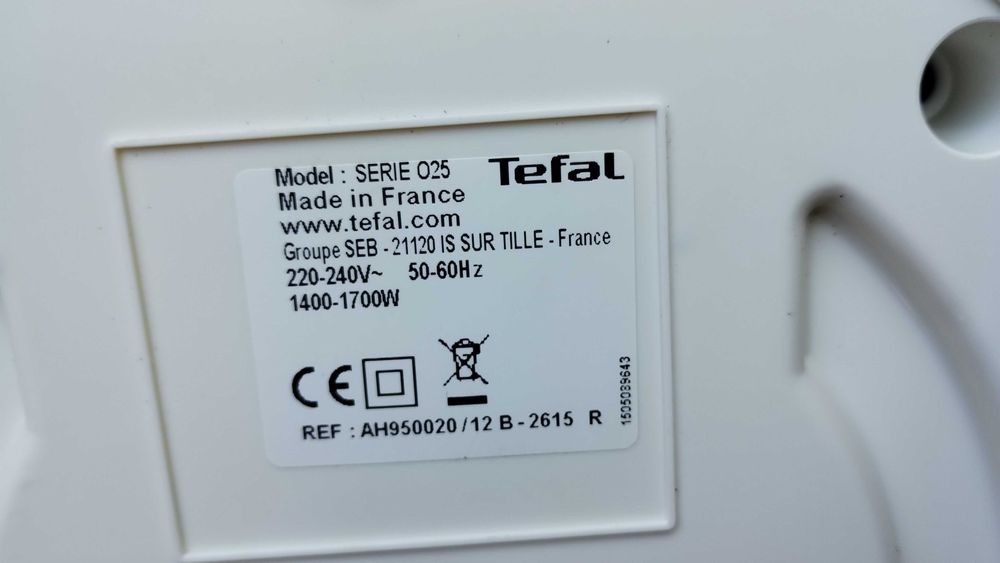 Model : SERIE O25 Tefal
Made in France
www.tefal.com
Groupe SEB - 21120 IS SUR TILLE - France
220-240V~ 50-60Hz
1400-1700W
CE
REF : AH950020 / 12 B - 2615 R
1505089643